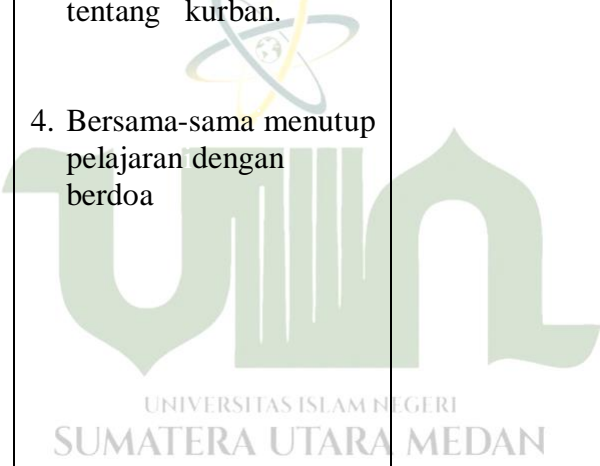 tentang kurban.
4. Bersama-sama menutup
pelajaran dengan
berdoa
UNIVERSITAS ISLAM NEGERI
SUMATERA UTARA MEDAN